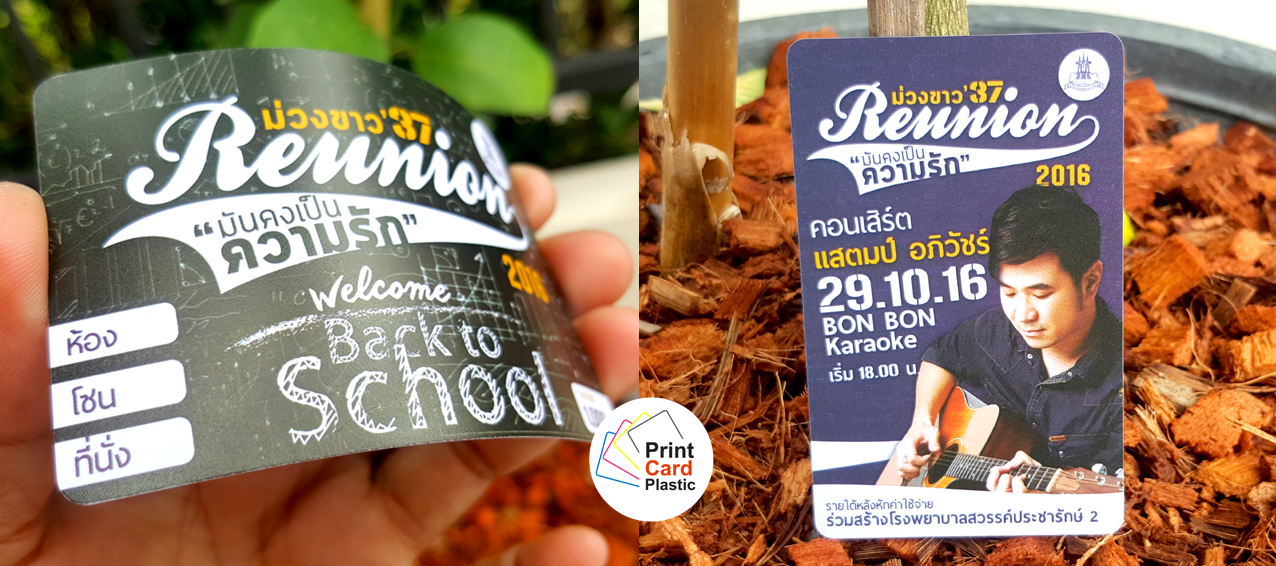 ม่วงขาว'37
Reunion
“มั่นคงเป็น
ความรัก”
2016
Welcome
Back to
School
ห้อง
โซน
ที่นั่ง
Print
Card
Plastic
ม่วงขาว'37
Reunion
“มั่นคงเป็น
ความรัก”
2016
คอนเสิร์ต
แสตมป์ อภิวัชร์
29.10.16
BON BON
Karaoke
เริ่ม 18.00 น.
รายได้หลังหักค่าใช้จ่าย
ร่วมสร้างโรงพยาบาลสวรรค์ประชารักษ์ 2